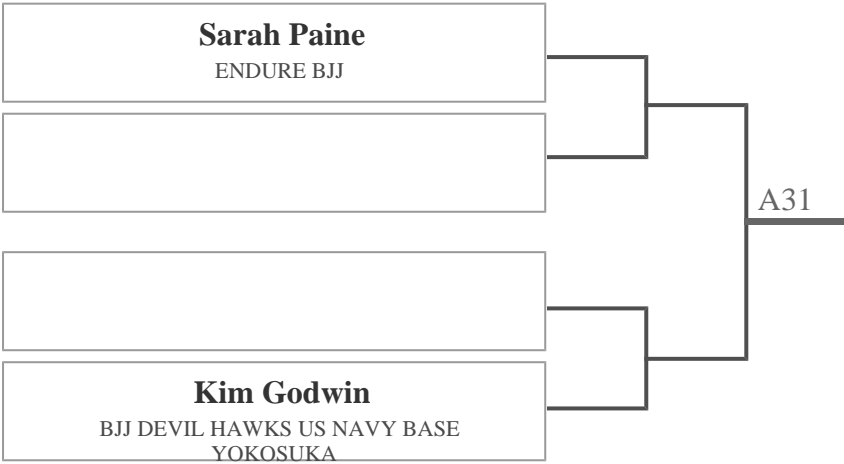 Sarah Paine
ENDURE BJJ
A31
Kim Godwin
BJJ DEVIL HAWKS US NAVY BASE
YOKOSUKA